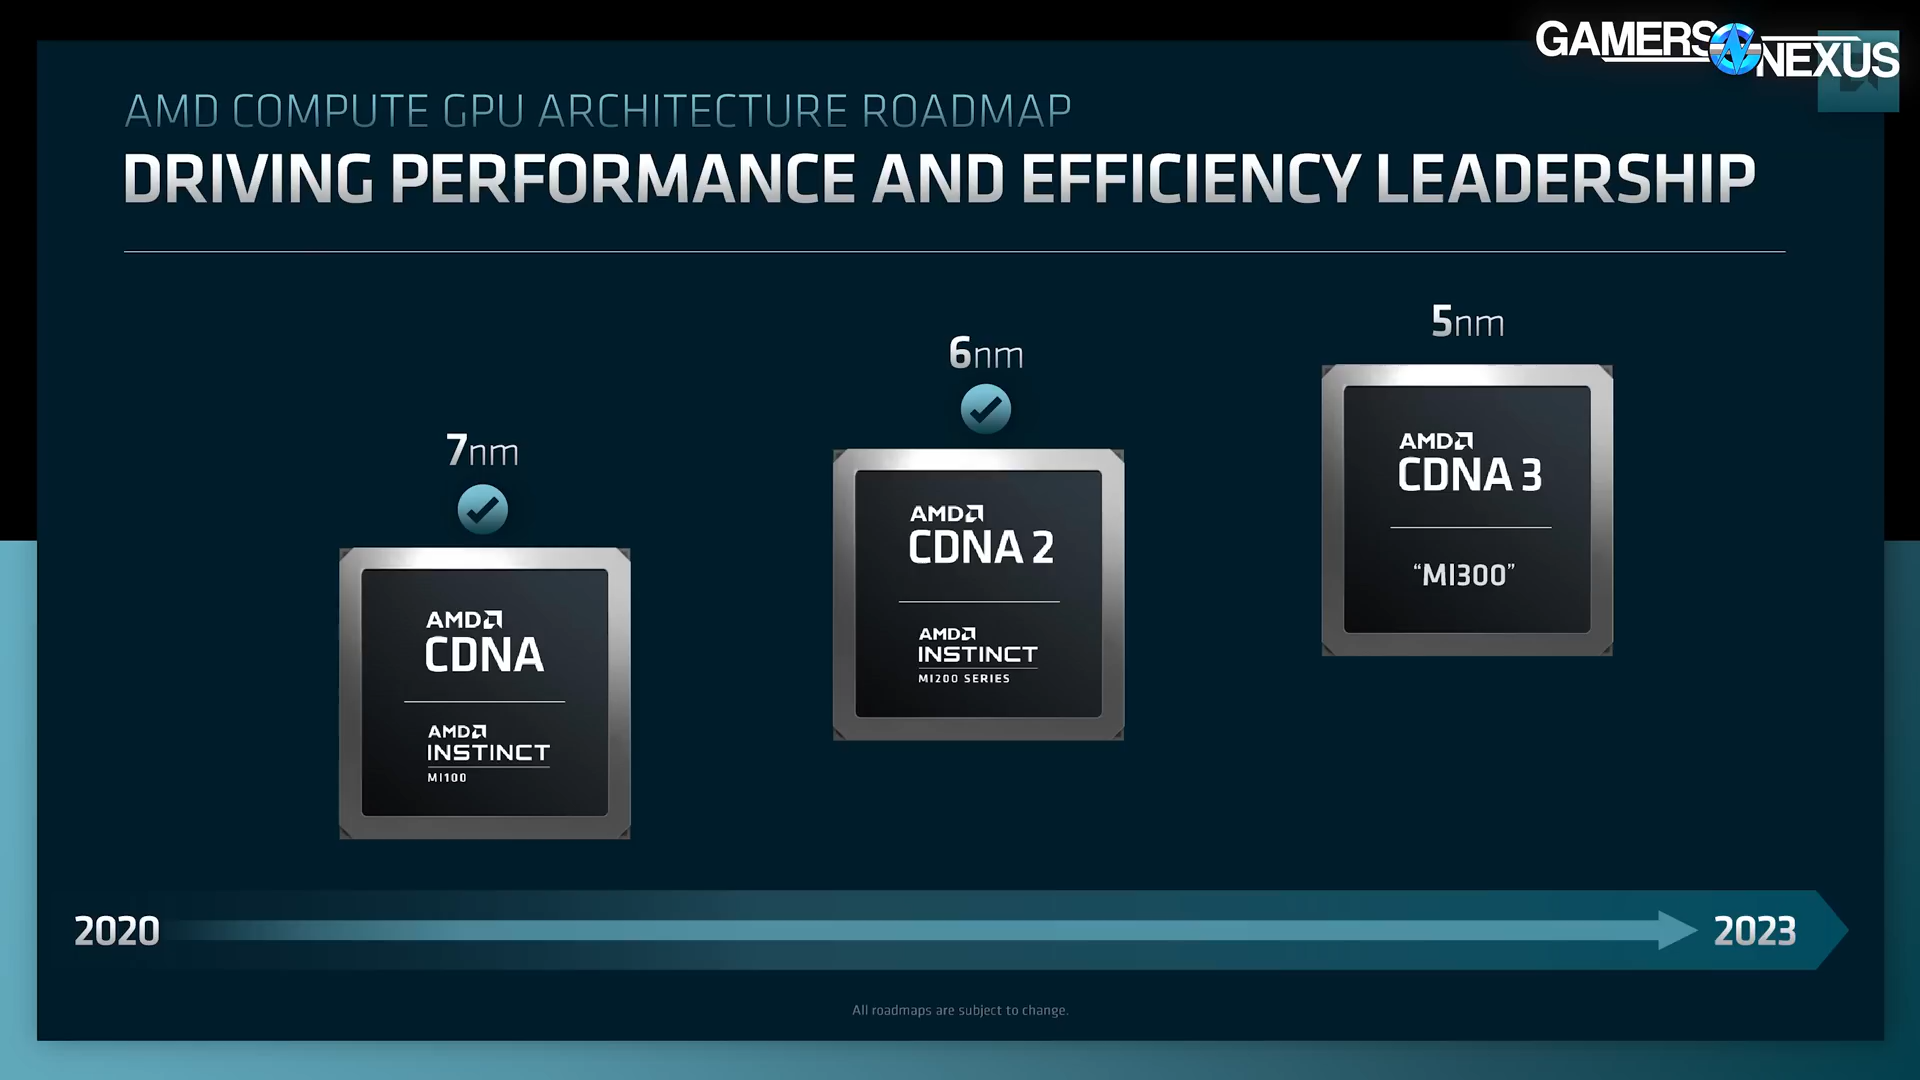 GAMERS NEXUS
AMD COMPUTE GPU ARCHITECTURE ROADMAP
DRIVING PERFORMANCE AND EFFICIENCY LEADERSHIP
7nm
AMD
CDNA
AMD
INSTINCT
MI100
6nm
AMD
CDNA 2
AMD
INSTINCT
MI200 SERIES
5nm
AMD
CDNA 3
“MI300”
2020
2023
All roadmaps are subject to change.